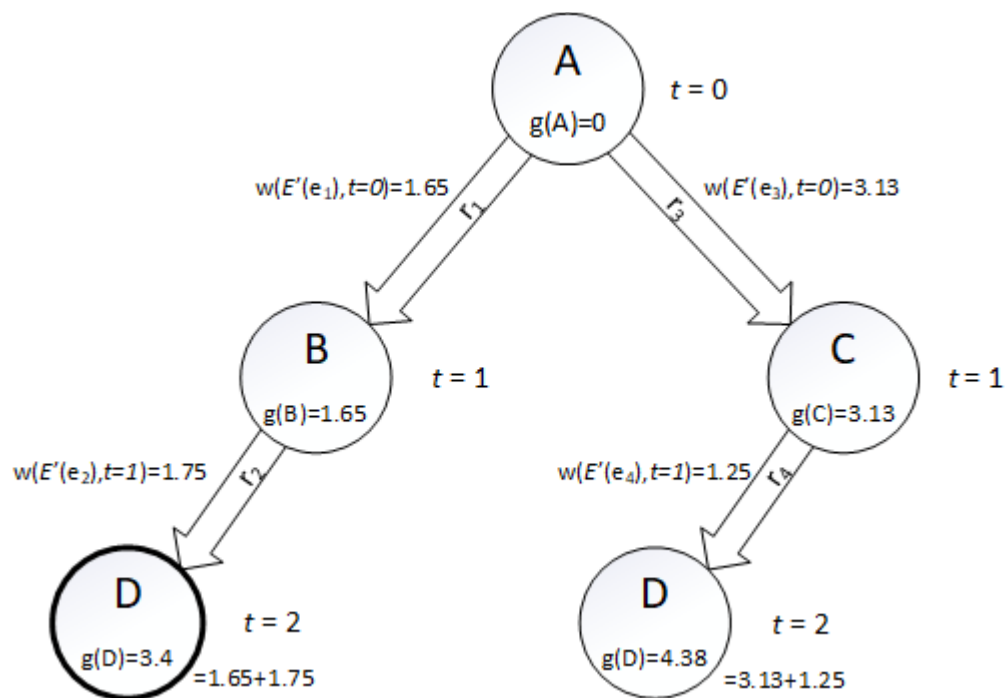 A
g(A)=0
t = 0
w(E'(e₁),t=0)=1.65
r₁
w(E'(e₃),t=0)=3.13
r₃
B
g(B)=1.65
t = 1
C
g(C)=3.13
t = 1
w(E'(e₂),t=1)=1.75
r₂
w(E'(e₄),t=1)=1.25
r₄
D
g(D)=3.4
t = 2
=1.65+1.75
D
g(D)=4.38
t = 2
=3.13+1.25